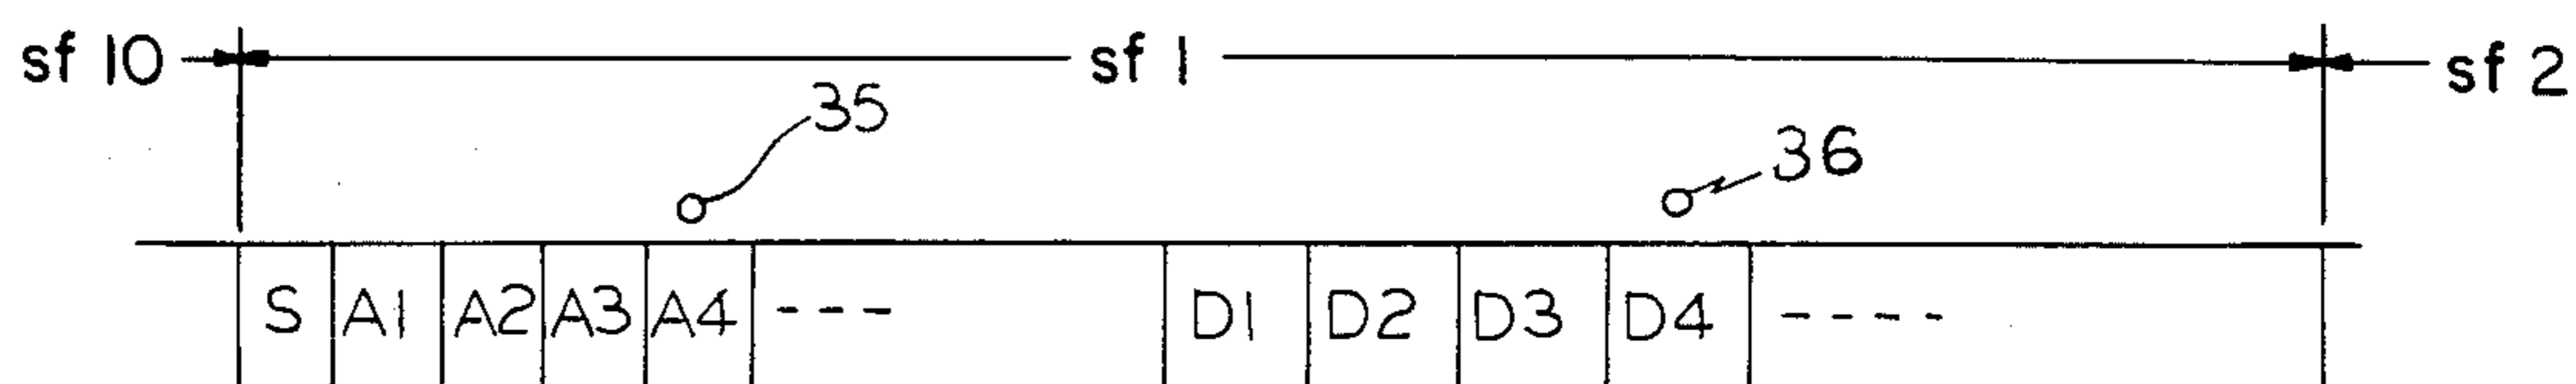 sf 10 sf 1 sf 2
35
36
S A1 A2 A3 A4 --- D1 D2 D3 D4 ----